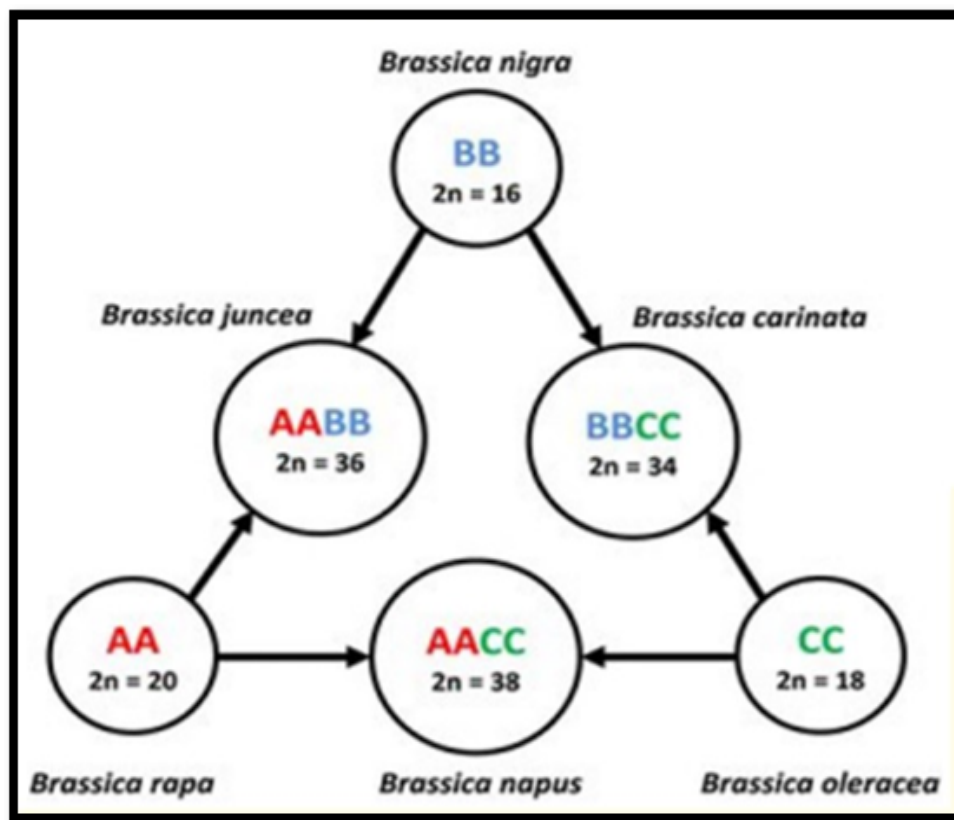 Brassica nigra
BB
2n = 16
Brassica juncea
Brassica carinata
AABB
2n = 36
BBCC
2n = 34
AA
2n = 20
AACC
2n = 38
CC
2n = 18
Brassica rapa
Brassica napus
Brassica oleracea